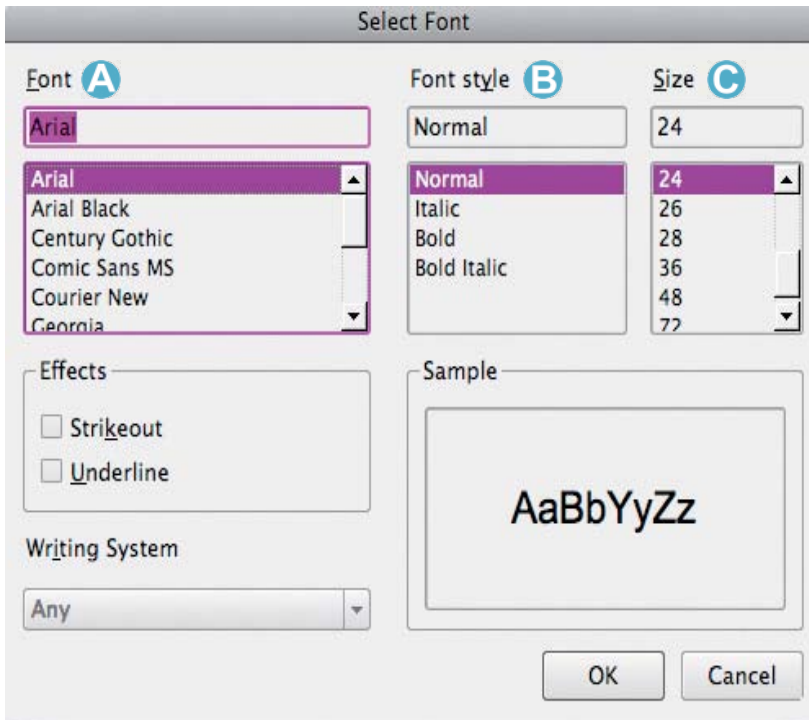 Select Font
Font A
Font style B
Size C
Arial
Normal
24
Arial
Arial Black
Century Gothic
Comic Sans MS
Courier New
Georgia
Normal
Italic
Bold
Bold Italic
24
26
28
36
48
72
Effects
Strikeout
Underline
Writing System
Any
Sample
AaBbYyZz
OK
Cancel